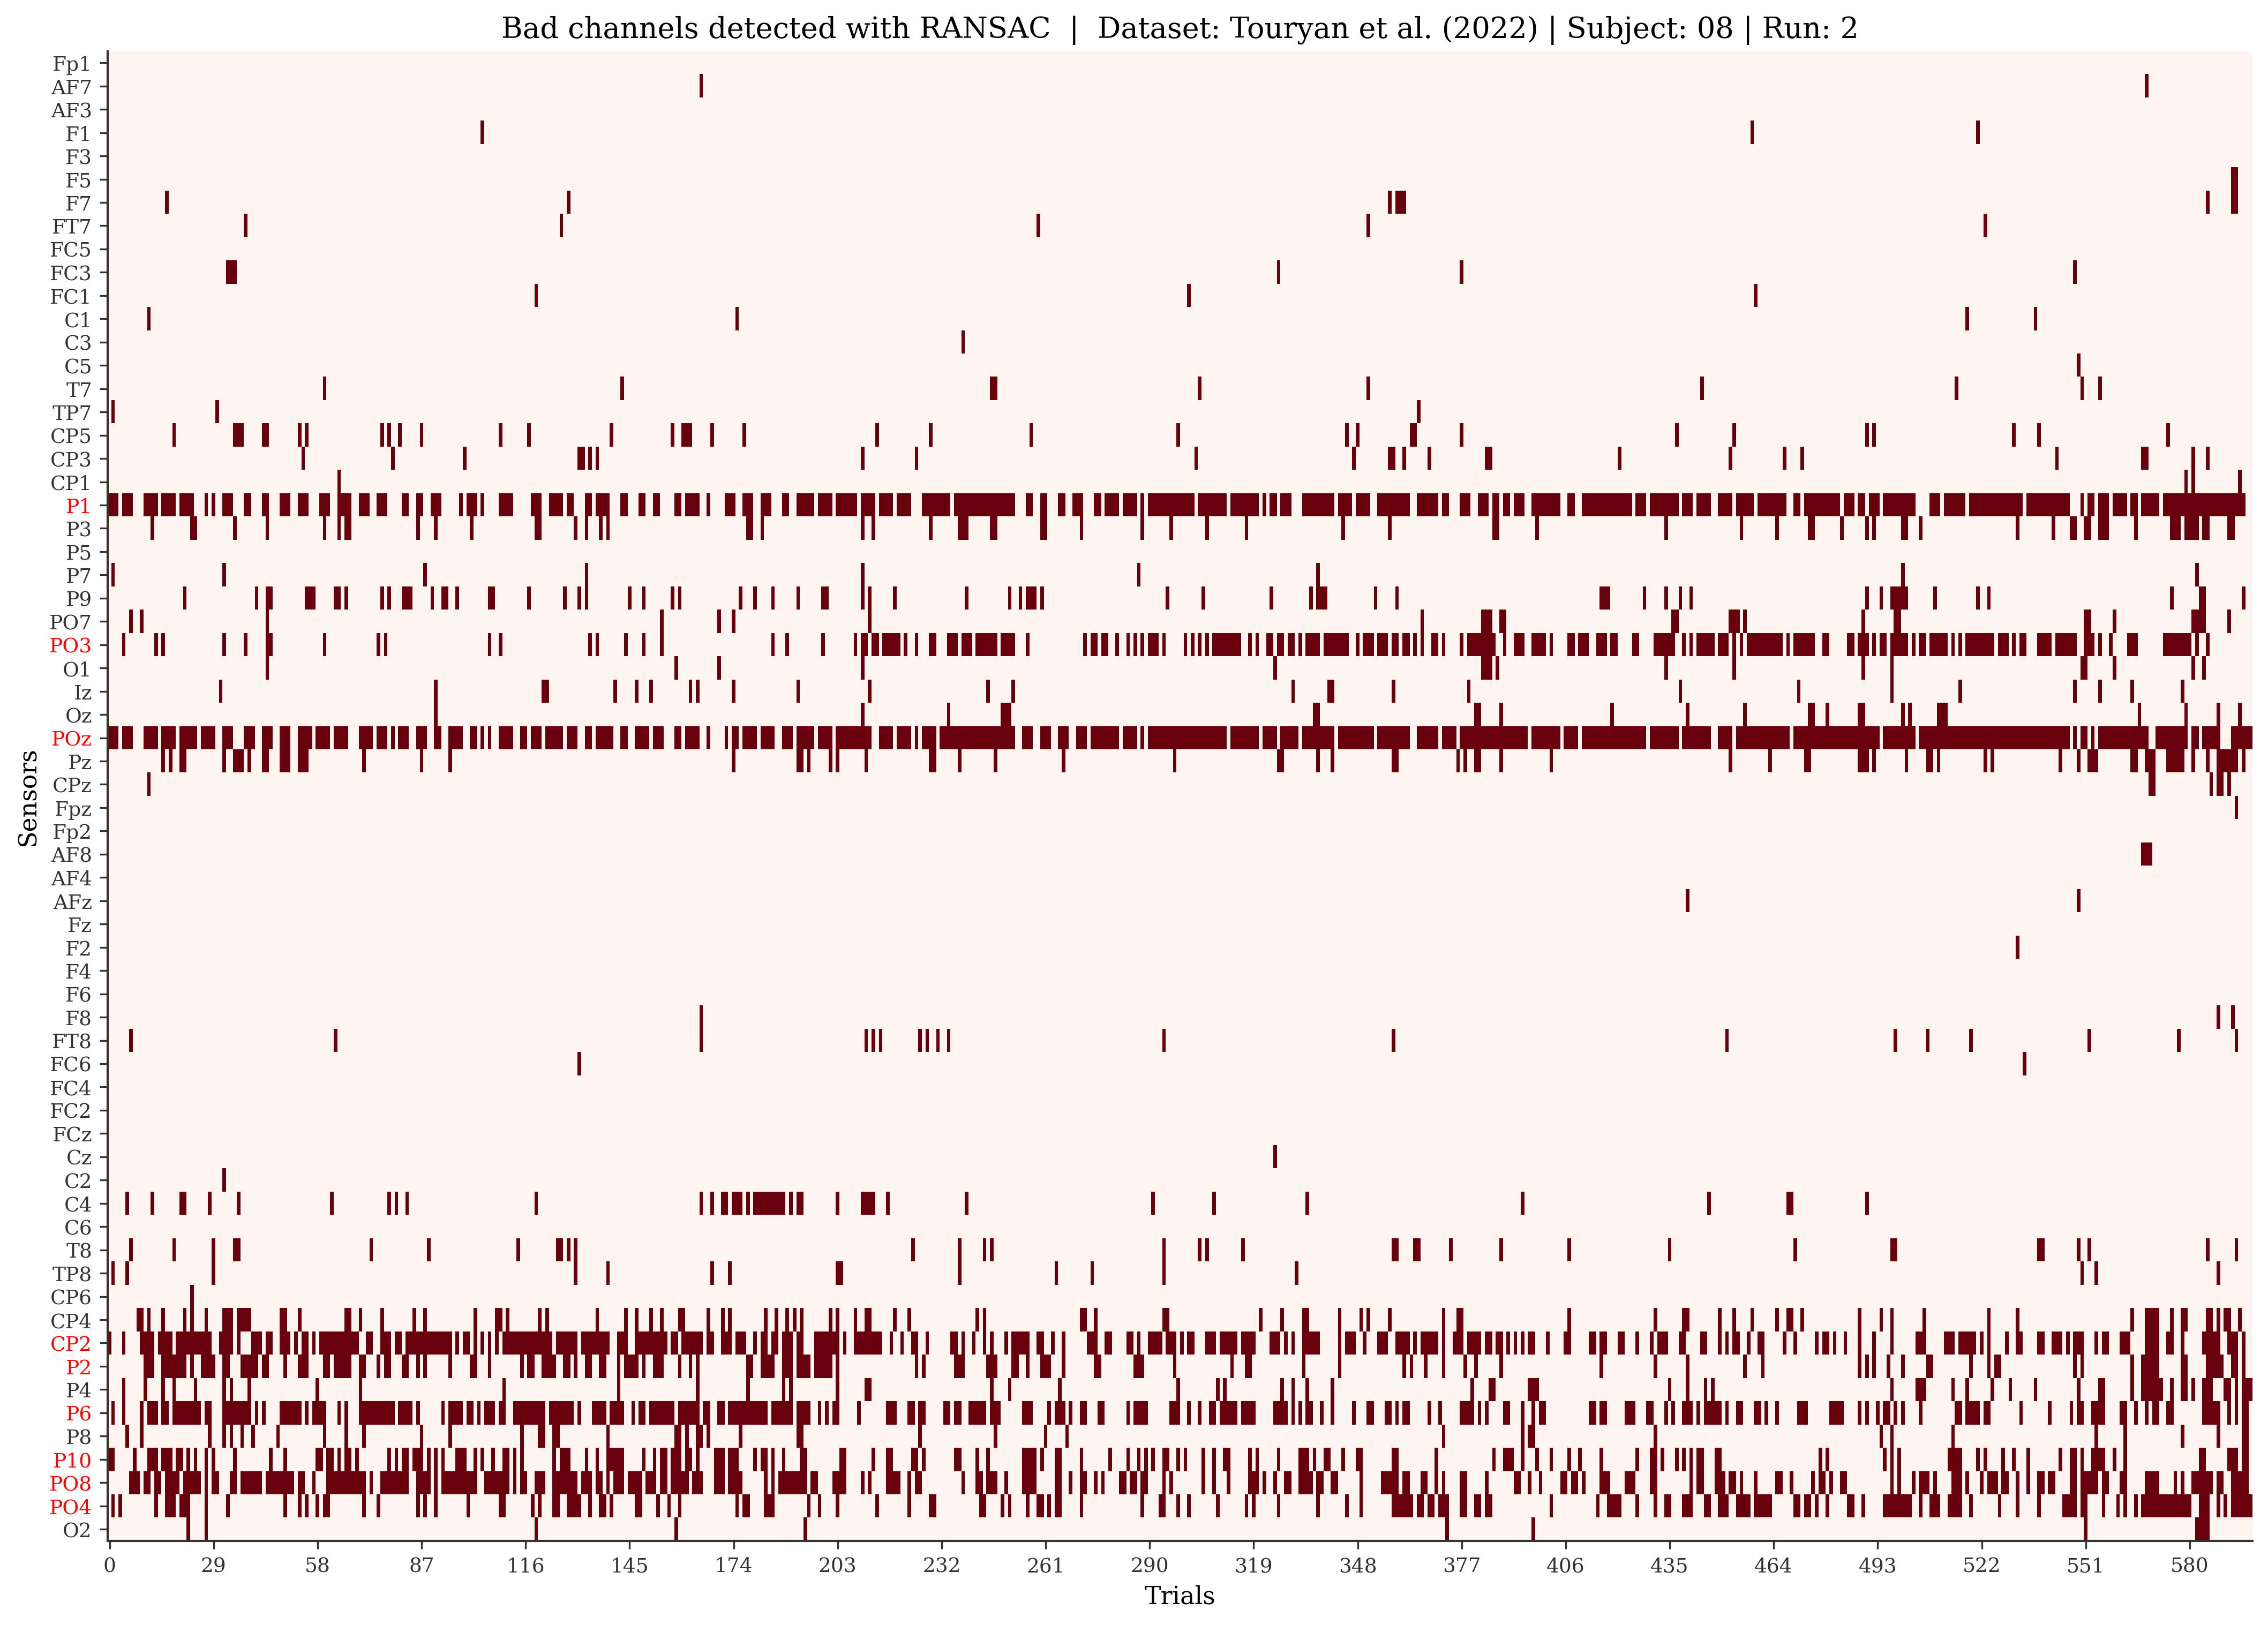 Bad channels detected with RANSAC | Dataset: Touryan et al. (2022) | Subject: 08 | Run: 2
Sensors
Fp1
AF7
AF3
F1
F3
F5
F7
FT7
FC5
FC3
FC1
C1
C3
C5
T7
TP7
CP5
CP3
CP1
P1
P3
P5
P7
P9
PO7
PO3
O1
Iz
Oz
POz
Pz
CPz
Fpz
Fp2
AF8
AF4
AFz
Fz
F2
F4
F6
F8
FT8
FC6
FC4
FC2
FCz
Cz
C2
C4
C6
T8
TP8
CP6
CP4
CP2
P2
P4
P6
P8
P10
PO8
PO4
O2
0 29 58 87 116 145 174 203 232 261 290 319 348 377 406 435 464 493 522 551 580
Trials